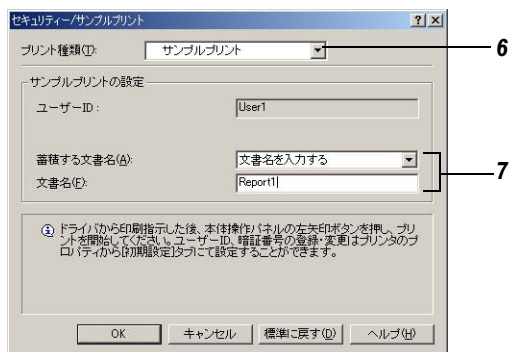 セキュリティー/サンプルプリント
プリント種類(T): サンプルプリント 6
サンプルプリントの設定
ユーザーID : User1
蓄積する文書名(A): 文書名を入力する
文書名(F): Report1
7
ドライバから印刷指示した後、本体操作パネルの左矢印ボタンを押し、プリ
ントを開始してください。ユーザーID、暗証番号の登録・変更はプリンタのプ
ロパティから[初期設定]タブにて設定することができます。
OK キャンセル 標準に戻す(D) ヘルプ(H)